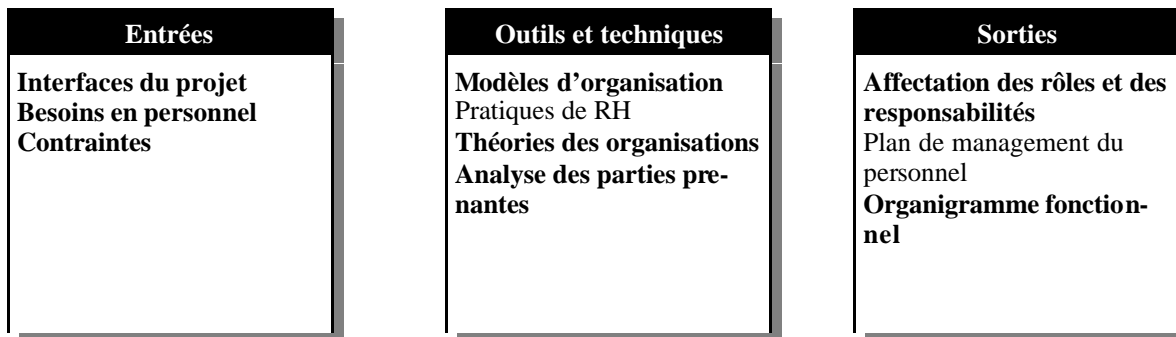 Entrées
Interfaces du projet
Besoins en personnel
Contraintes
Outils et techniques
Modèles d'organisation
Pratiques de RH
Théories des organisations
Analyse des parties pre-
nantes
Sorties
Affectation des rôles et des
responsabilités
Plan de management du
personnel
Organigramme fonction-
nel